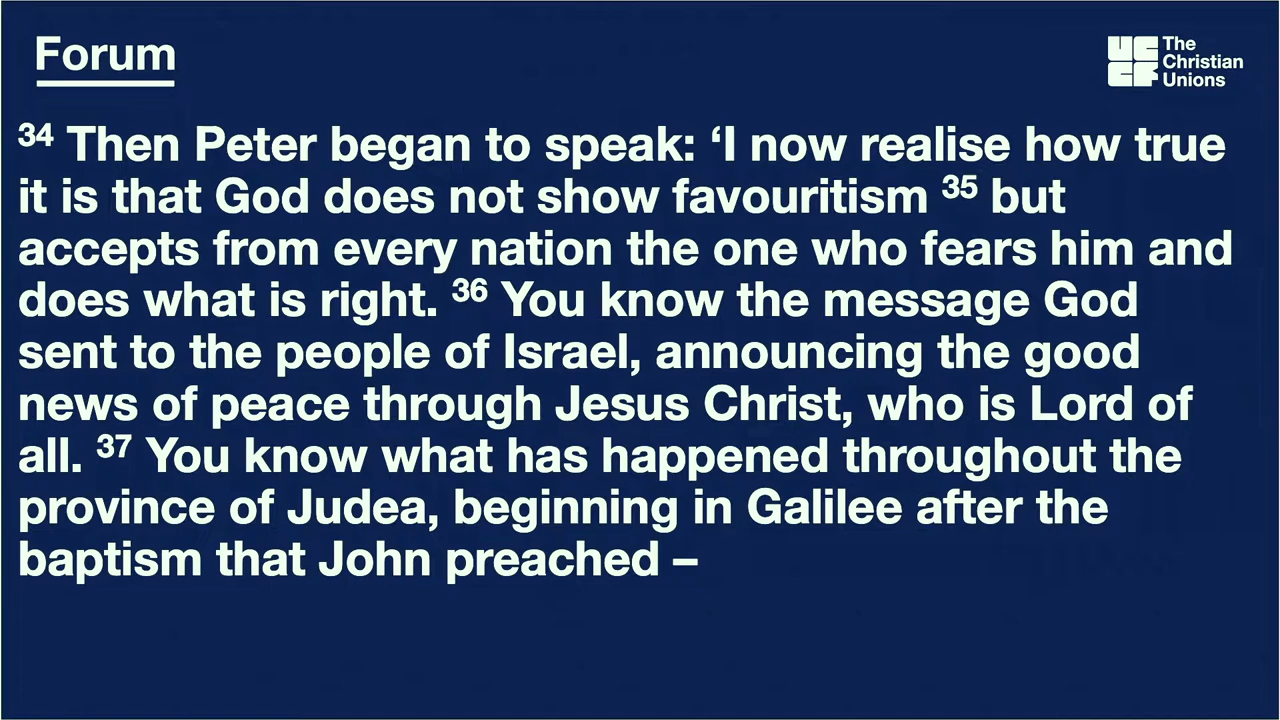 Forum
UCCF The
Christian
Unions
³⁴ Then Peter began to speak: ‘I now realise how true
it is that God does not show favouritism ³⁵ but
accepts from every nation the one who fears him and
does what is right. ³⁶ You know the message God
sent to the people of Israel, announcing the good
news of peace through Jesus Christ, who is Lord of
all. ³⁷ You know what has happened throughout the
province of Judea, beginning in Galilee after the
baptism that John preached –